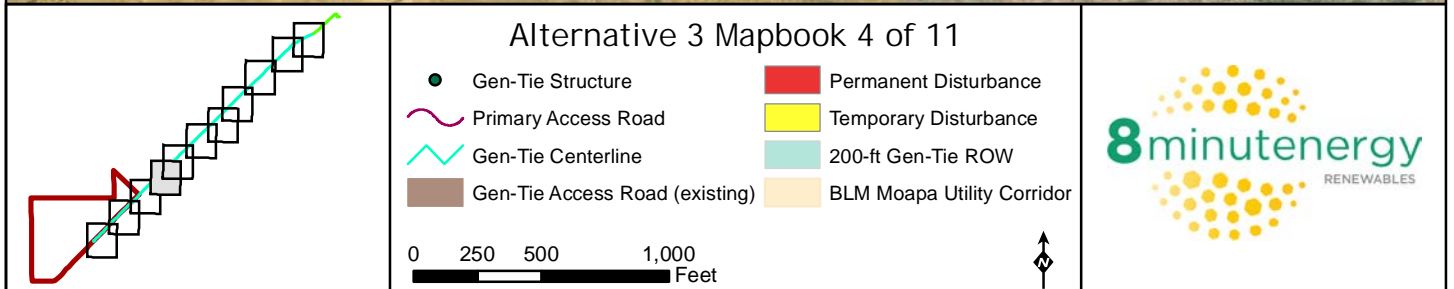 Alternative 3 Mapbook 4 of 11
Gen-Tie Structure
Primary Access Road
Gen-Tie Centerline
Gen-Tie Access Road (existing)
Permanent Disturbance
Temporary Disturbance
200-ft Gen-Tie ROW
BLM Moapa Utility Corridor
0 250 500 1,000
Feet
N
8minutenergy
RENEWABLES